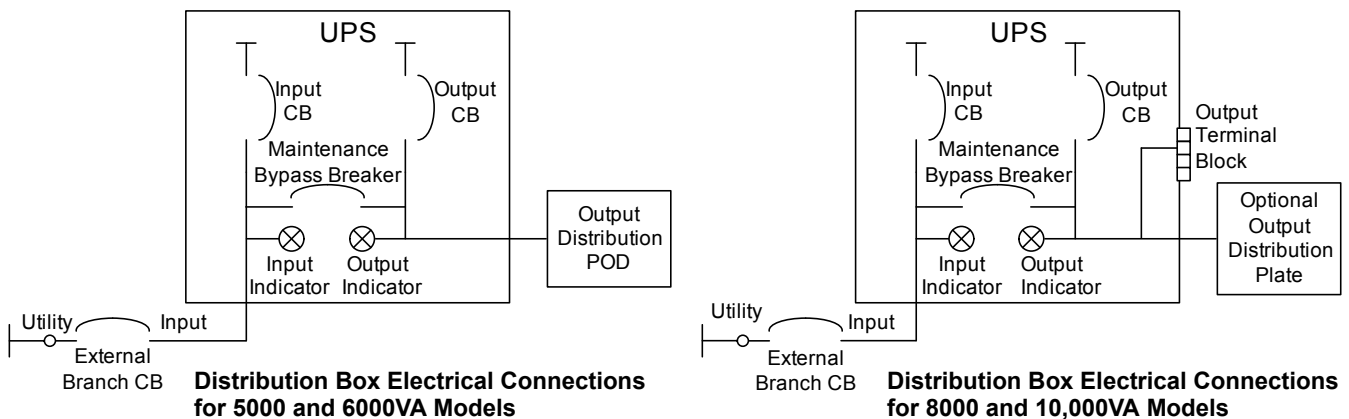 UPS
Input
CB
Output
CB
Maintenance
Bypass Breaker
Input
Indicator
Output
Indicator
Output
Distribution
POD
Utility
Input
External
Branch CB
Distribution Box Electrical Connections
for 5000 and 6000VA Models
UPS
Input
CB
Output
CB
Output
Terminal
Block
Maintenance
Bypass Breaker
Input
Indicator
Output
Indicator
Optional
Output
Distribution
Plate
Utility
Input
External
Branch CB
Distribution Box Electrical Connections
for 8000 and 10,000VA Models